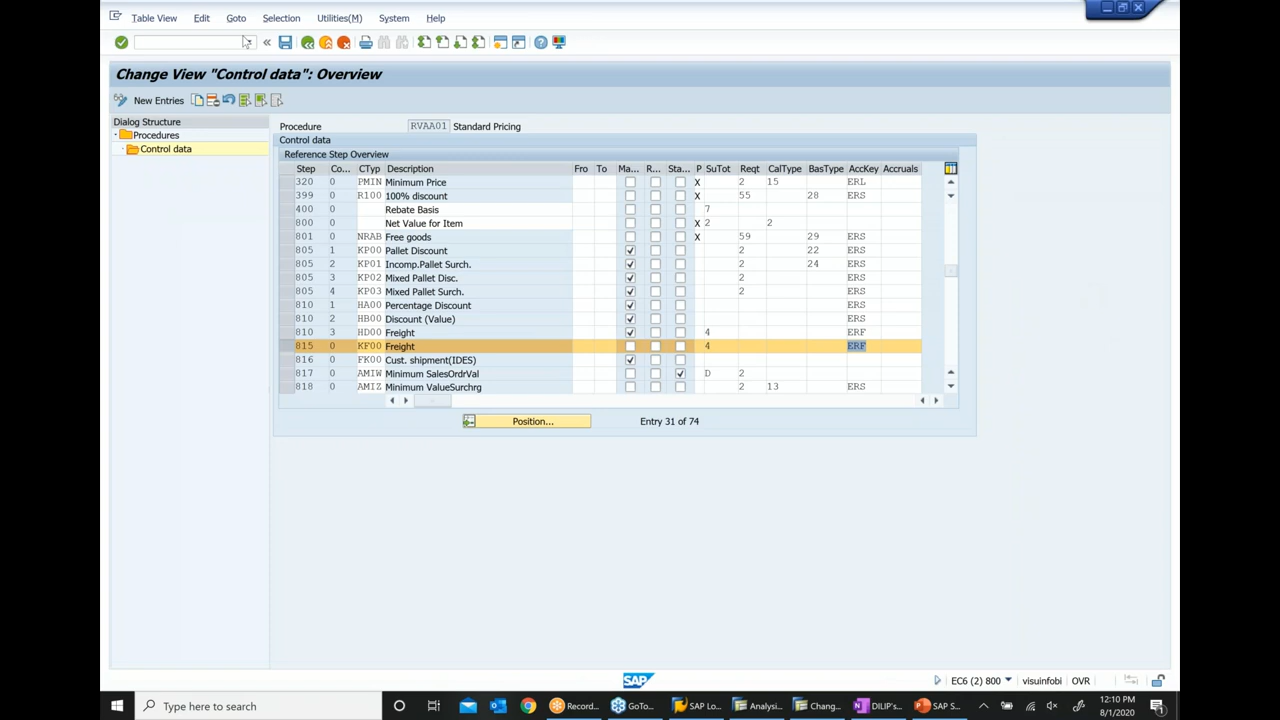 Table View Edit Goto Selection Utilities(M) System Help
Change View "Control data": Overview
New Entries
Dialog Structure
Procedures
Control data
Procedure RVAA01 Standard Pricing
Control data
Reference Step Overview
Step Co... CTyp Description Fro To Ma... R... Sta... P SuTot Reqt CalType BasType AccKey Accruals
320 0 PMIN Minimum Price X 2 15 ERL
399 0 R100 100% discount X 55 28 ERS
400 0 Rebate Basis 7
800 0 Net Value for Item X 2 2
801 0 NRAB Free goods X 59 29 ERS
805 1 KP00 Pallet Discount 2 22 ERS
805 2 KP01 Incomp.Pallet Surch. 2 24 ERS
805 3 KP02 Mixed Pallet Disc. 2 ERS
805 4 KP03 Mixed Pallet Surch. 2 ERS
810 1 HA00 Percentage Discount ERS
810 2 HB00 Discount (Value) ERS
810 3 HD00 Freight 4 ERF
815 0 KF00 Freight 4 ERF
816 0 FK00 Cust. shipment(IDES)
817 0 AMIW Minimum SalesOrdrVal D 2
818 0 AMIZ Minimum ValueSurchrg 2 13 ERS
Position... Entry 31 of 74
SAP EC6 (2) 800 visuinfobi OVR
Type here to search Record... GoTo... SAP Lo... Analysi... Chang... DILIP's... SAP S...
12:10 PM
8/1/2020